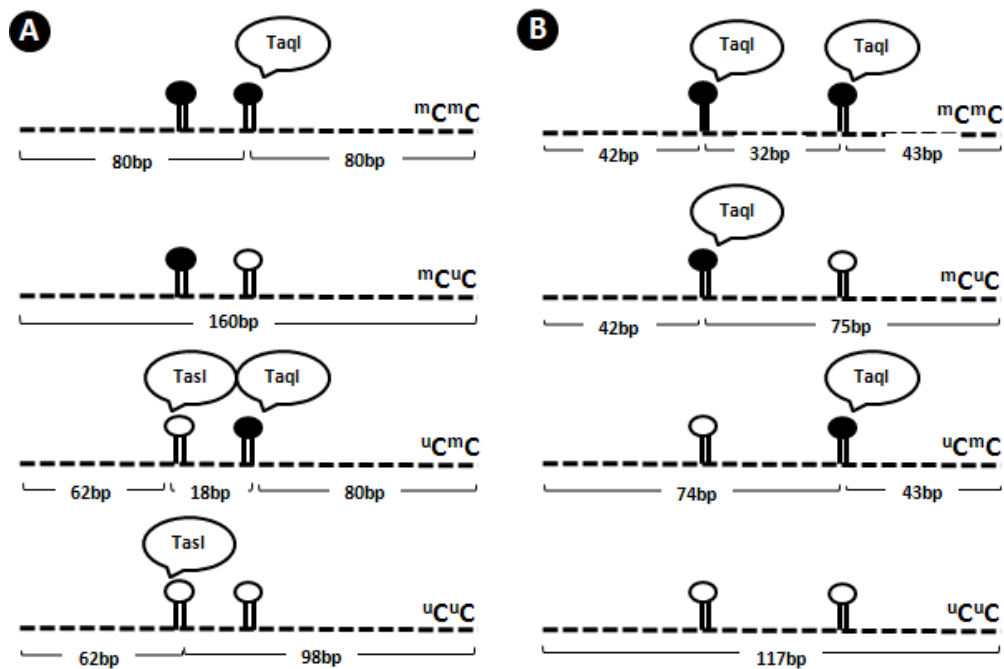 A
TaqI
mCmC
80bp 80bp
mCuC
160bp
TasI TaqI
uCmC
62bp 18bp 80bp
TasI
uCuC
62bp 98bp
B
TaqI TaqI
mCmC
42bp 32bp 43bp
TaqI
mCuC
42bp 75bp
TaqI
uCmC
74bp 43bp
uCuC
117bp